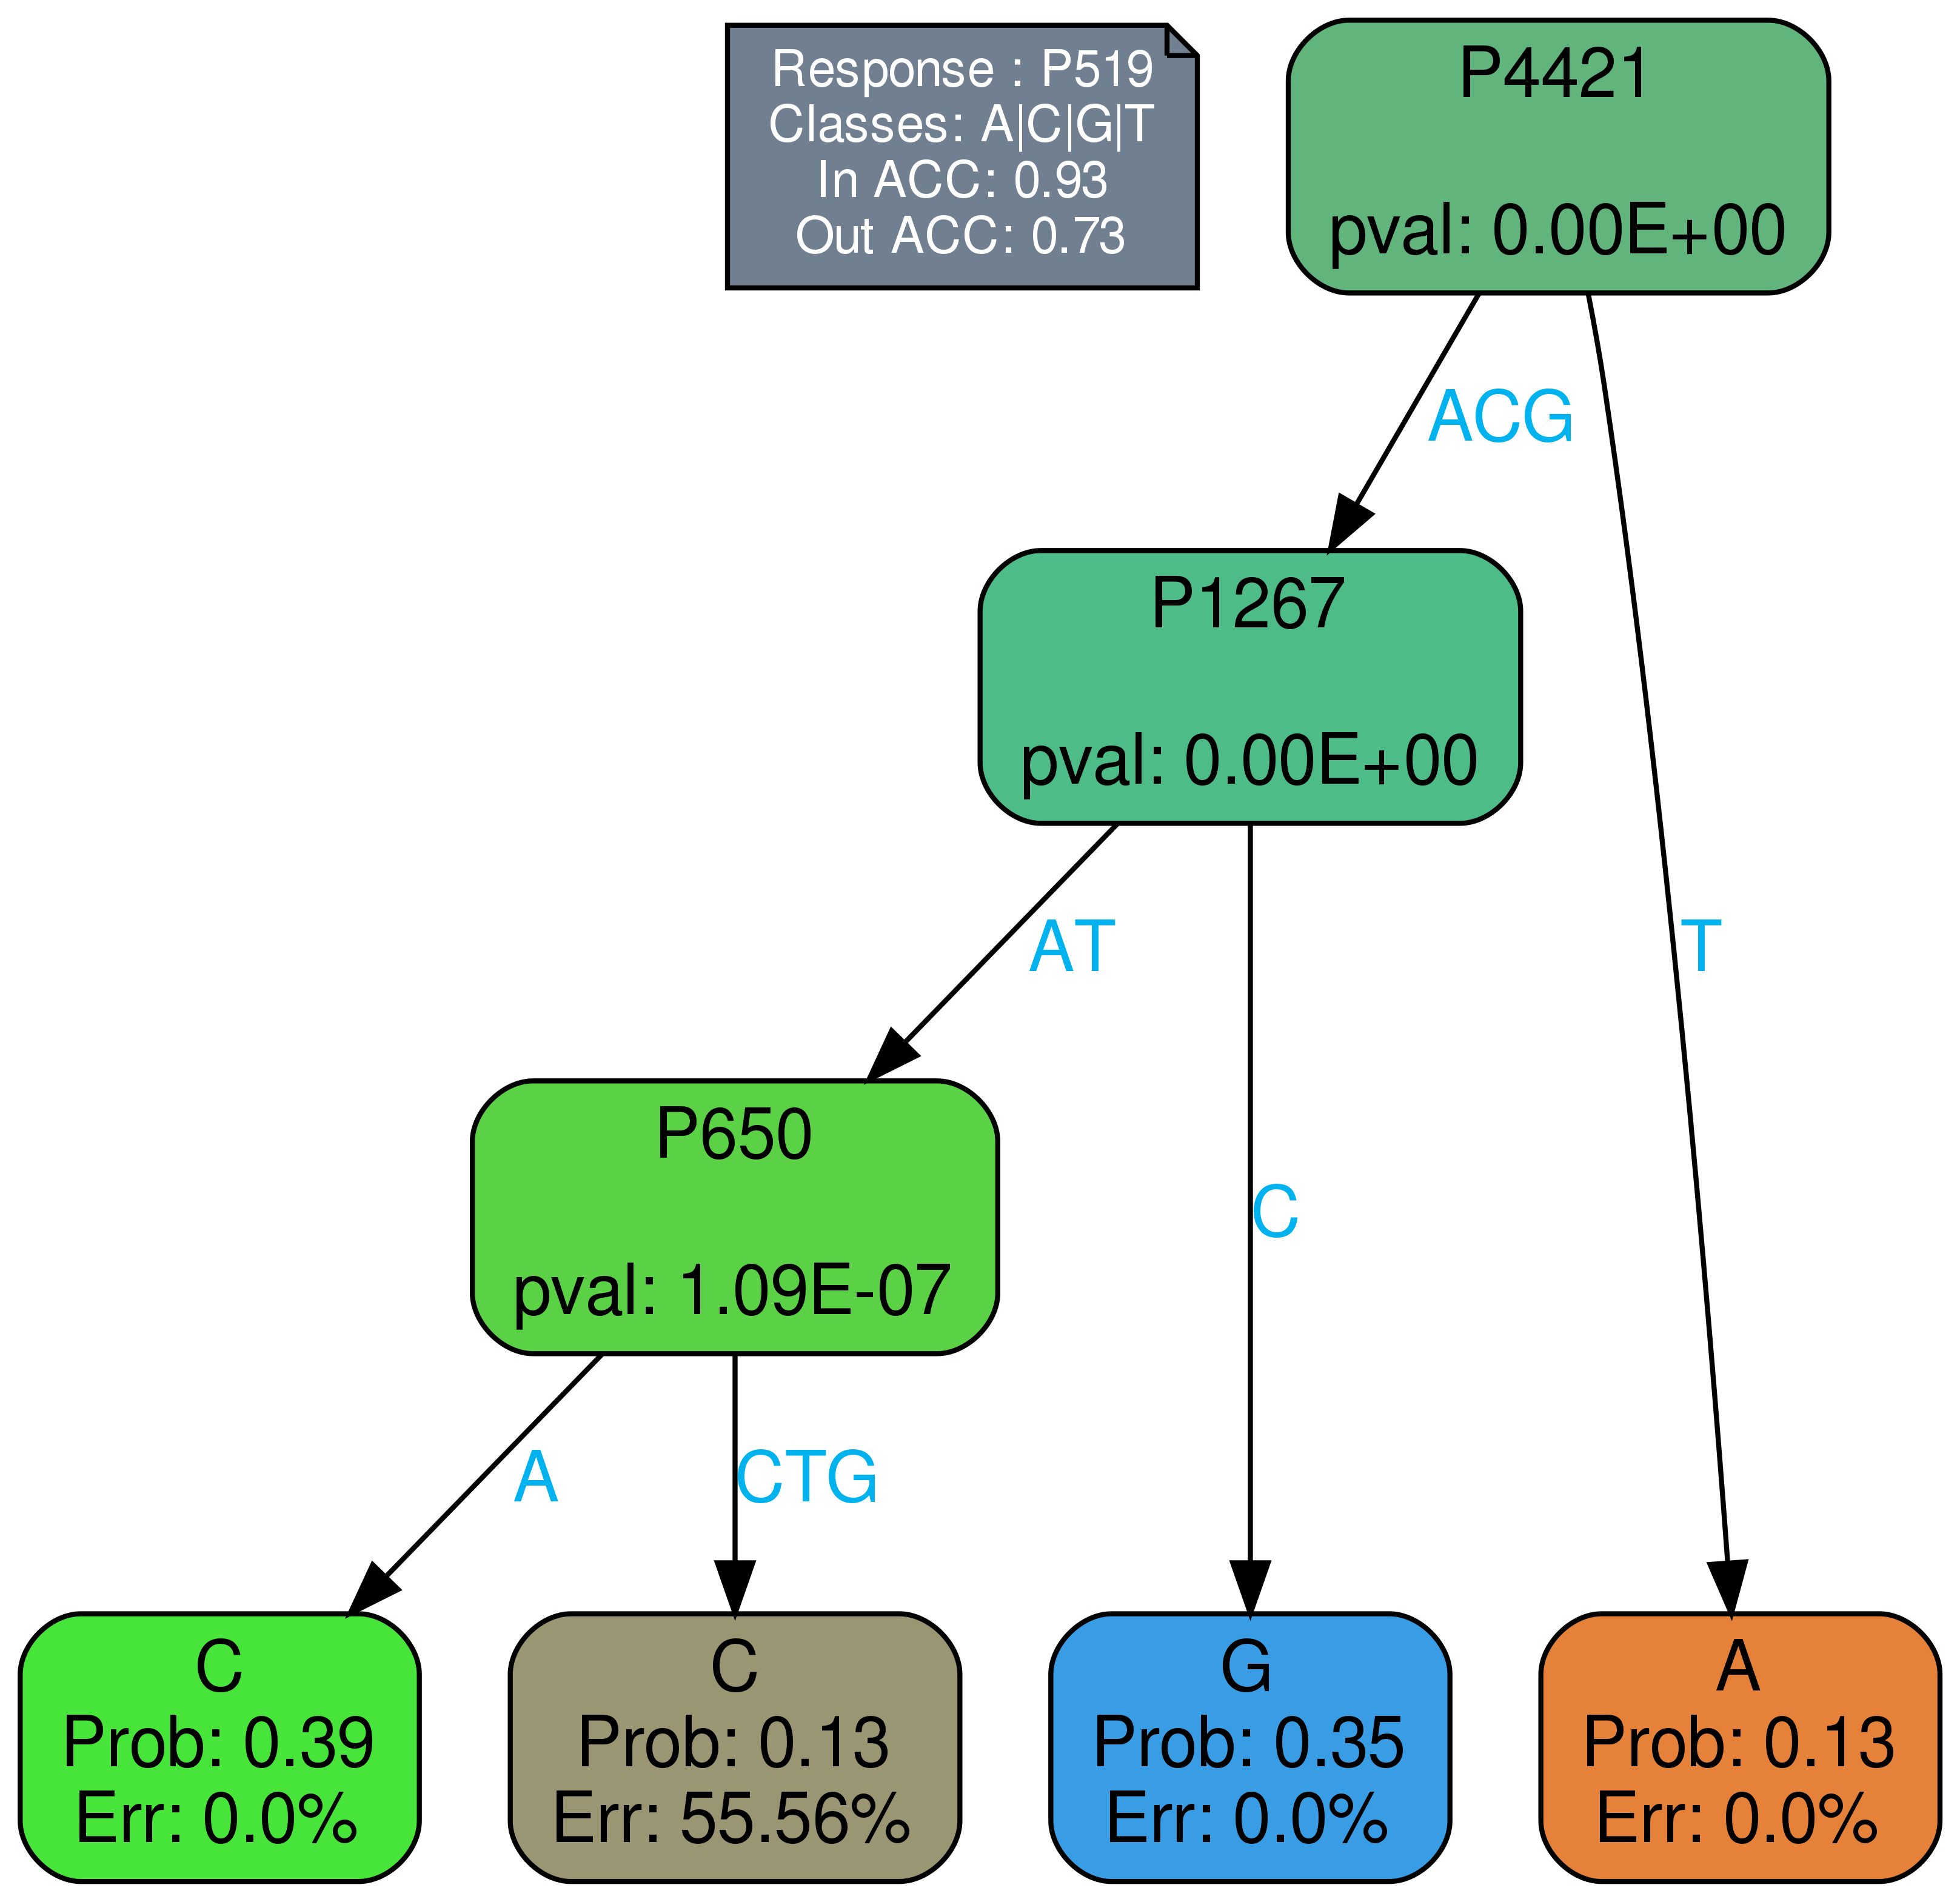 Response : P519
Classes: A|C|G|T
In ACC: 0.93
Out ACC: 0.73
P4421
pval: 0.00E+00
ACG
P1267
pval: 0.00E+00
AT
T
P650
pval: 1.09E-07
C
A
CTG
C
Prob: 0.39
Err: 0.0%
C
Prob: 0.13
Err: 55.56%
G
Prob: 0.35
Err: 0.0%
A
Prob: 0.13
Err: 0.0%